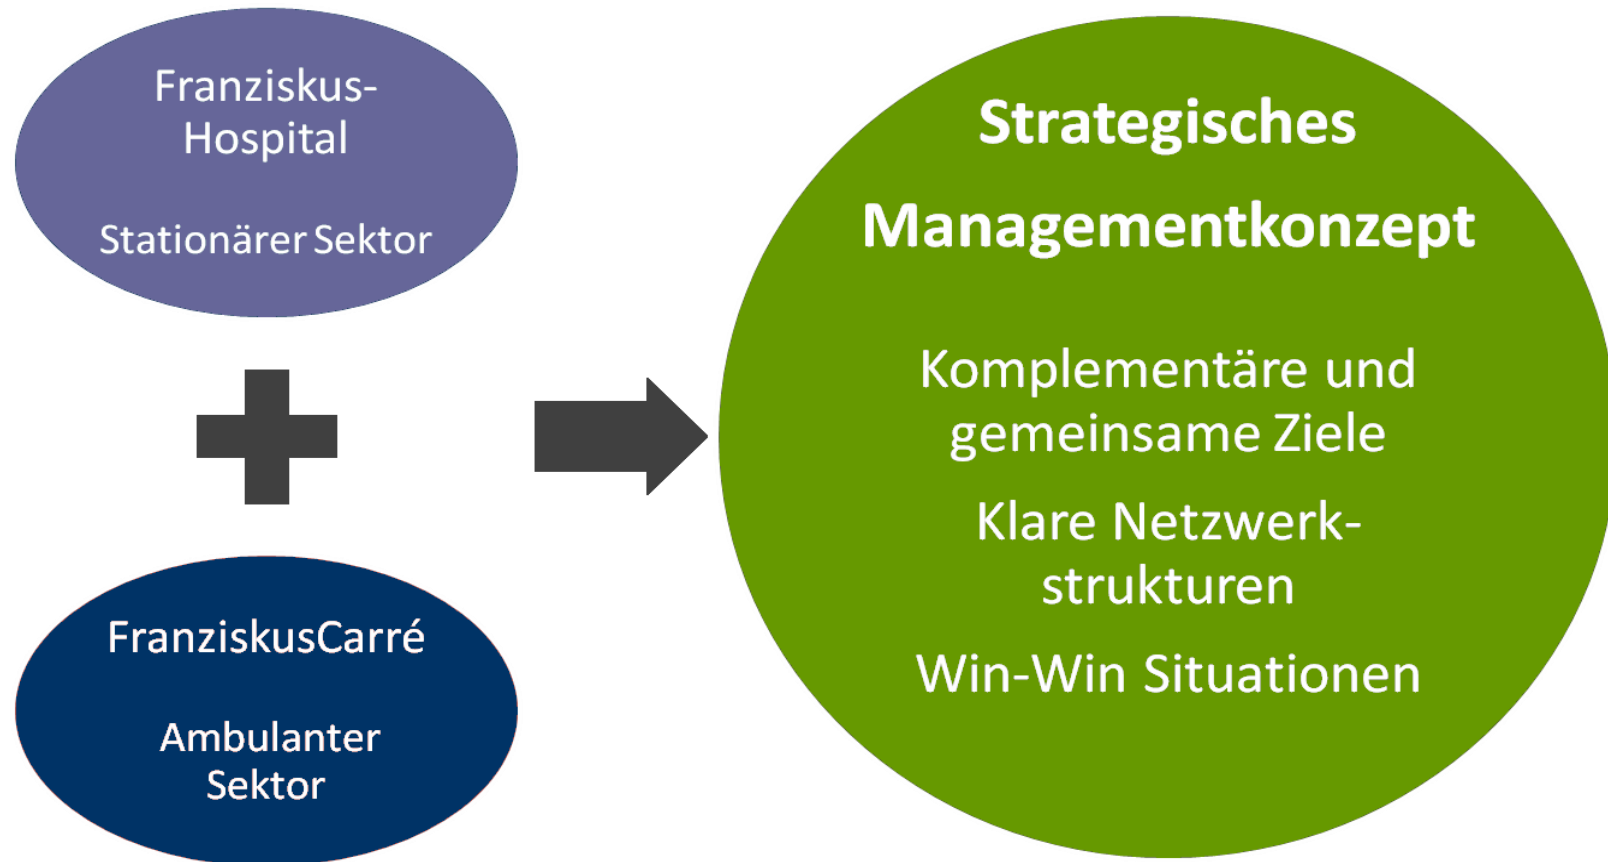 Franziskus-
Hospital
Stationärer Sektor
FranziskusCarré
Ambulanter
Sektor
Strategisches
Managementkonzept
Komplementäre und
gemeinsame Ziele
Klare Netzwerk-
strukturen
Win-Win Situationen